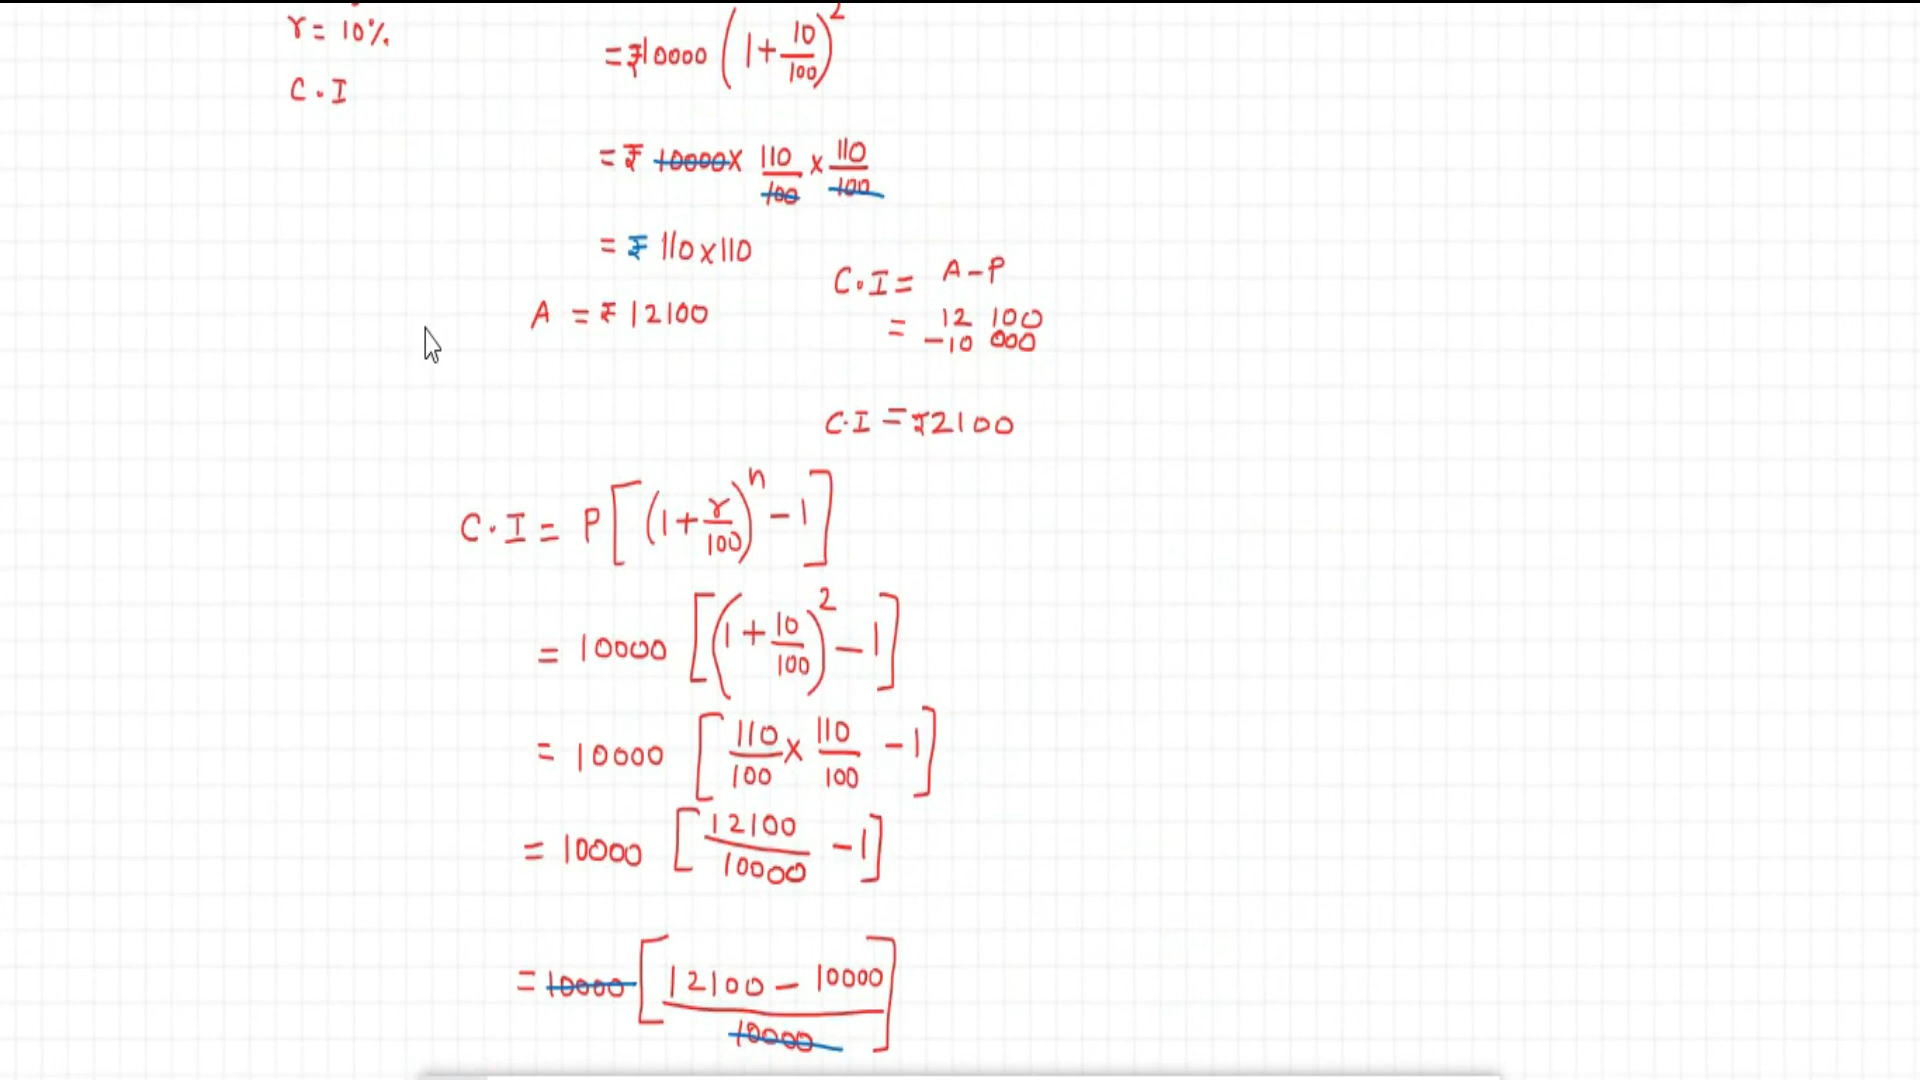 r = 10%
C.I
= ₹10000 (1 + 10/100)²
= ₹ 10000 x 110/100 x 110/100
= ₹ 110 x 110
A = ₹ 12100
C.I = A - P
= 12 100
- 10 000
C.I = ₹2100
C.I = P [(1 + r/100)ⁿ - 1]
= 10000 [(1 + 10/100)² - 1]
= 10000 [110/100 x 110/100 - 1]
= 10000 [12100/10000 - 1]
= 10000 [12100 - 10000/10000]